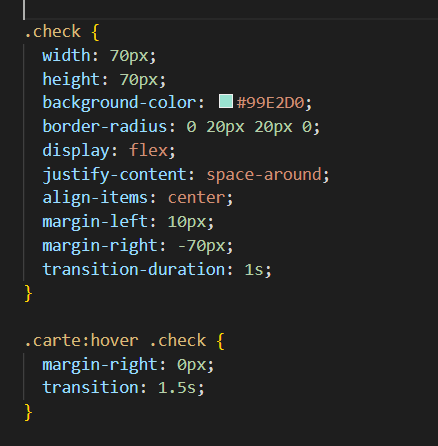 .check {
width: 70px;
height: 70px;
background-color: #99E2D0;
border-radius: 0 20px 20px 0;
display: flex;
justify-content: space-around;
align-items: center;
margin-left: 10px;
margin-right: -70px;
transition-duration: 1s;
}
.carte:hover .check {
margin-right: 0px;
transition: 1.5s;
}